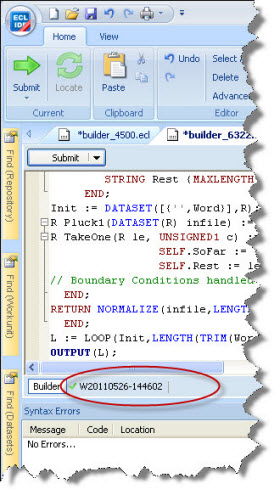 ECL
IDE
Home
View
Submit
Locate
Paste
Undo
Select
Delete
Advance
Current
Clipboard
Editor
*builder_4500.ecl
*builder_6322
Submit
STRING Rest {MAXLENGTH
END;
Init := DATASET([{'',Word}],R);
R Pluck1(DATASET(R) infile) :=
R TakeOne(R le, UNSIGNED1 c) :=
SELF.SoFar :=
SELF.Rest := le
// Boundary Conditions handled
END;
RETURN NORMALIZE(infile,LENGTH
END;
L := LOOP(Init,LENGTH(TRIM(Wor
OUTPUT(L);
Builder
W20110526-144602
Syntax Errors
Message
Code
Location
No Errors...
Find (Repository)
Find (Workunit)
Find (Datasets)